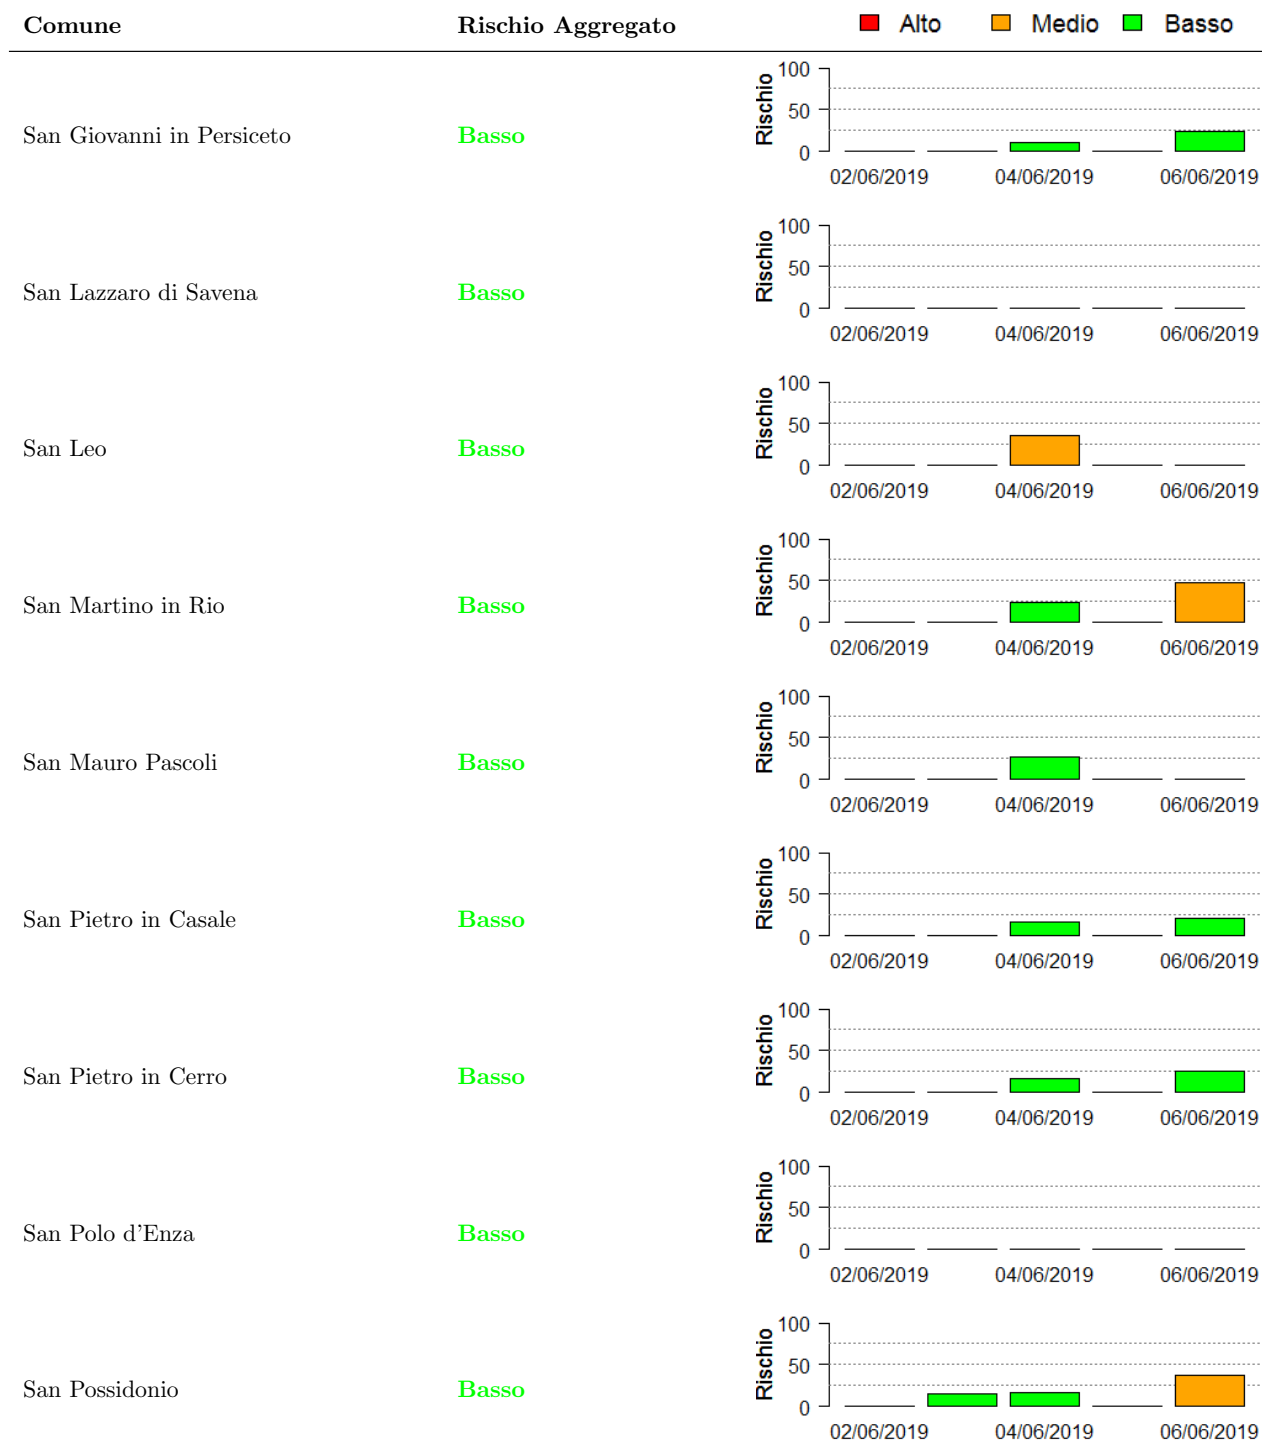 Comune Rischio Aggregato Alto Medio Basso
100
50
0
Rischio
San Giovanni in Persiceto Basso
02/06/2019 04/06/2019 06/06/2019
100
50
0
Rischio
San Lazzaro di Savena Basso
02/06/2019 04/06/2019 06/06/2019
100
50
0
Rischio
San Leo Basso
02/06/2019 04/06/2019 06/06/2019
100
50
0
Rischio
San Martino in Rio Basso
02/06/2019 04/06/2019 06/06/2019
100
50
0
Rischio
San Mauro Pascoli Basso
02/06/2019 04/06/2019 06/06/2019
100
50
0
Rischio
San Pietro in Casale Basso
02/06/2019 04/06/2019 06/06/2019
100
50
0
Rischio
San Pietro in Cerro Basso
02/06/2019 04/06/2019 06/06/2019
100
50
0
Rischio
San Polo d'Enza Basso
02/06/2019 04/06/2019 06/06/2019
100
50
0
Rischio
San Possidonio Basso
02/06/2019 04/06/2019 06/06/2019